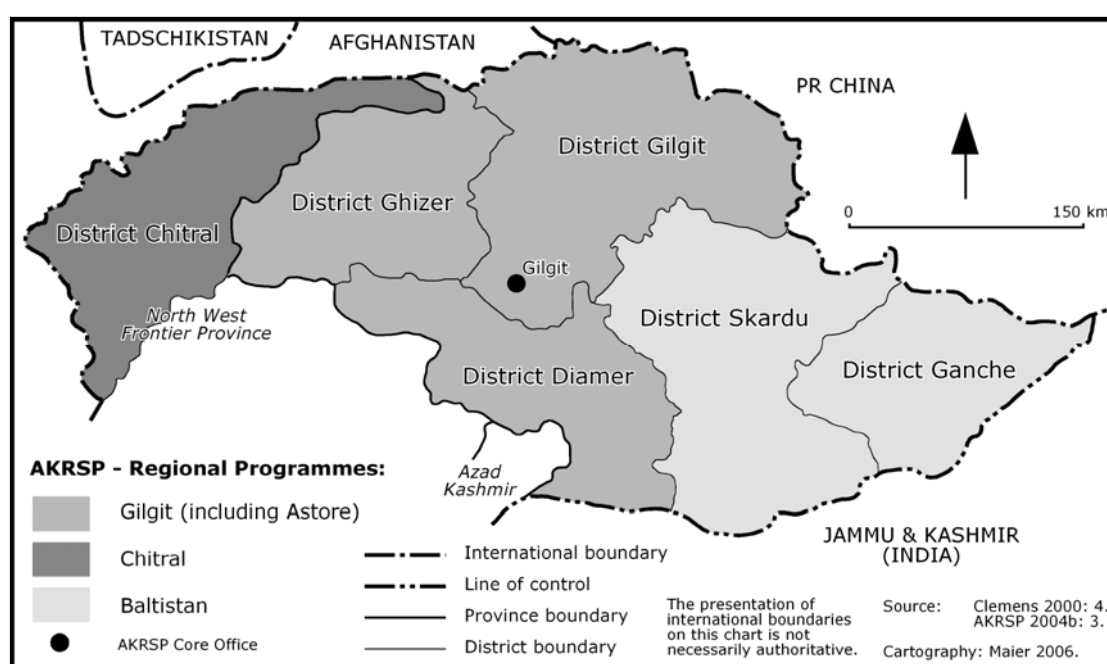 TADSCHIKISTAN
AFGHANISTAN
PR CHINA
District Gilgit
District Ghizer
0 150 km
District Chitral
Gilgit
North West
Frontier Province
District Skardu
District Diamer
District Ganche
Azad
Kashmir
JAMMU & KASHMIR
(INDIA)
AKRSP - Regional Programmes:
Gilgit (including Astore)
Chitral
Baltistan
AKRSP Core Office
International boundary
Line of control
Province boundary
District boundary
The presentation of
international boundaries
on this chart is not
necessarily authoritative.
Source: Clemens 2000: 4.
AKRSP 2004b: 3.
Cartography: Maier 2006.